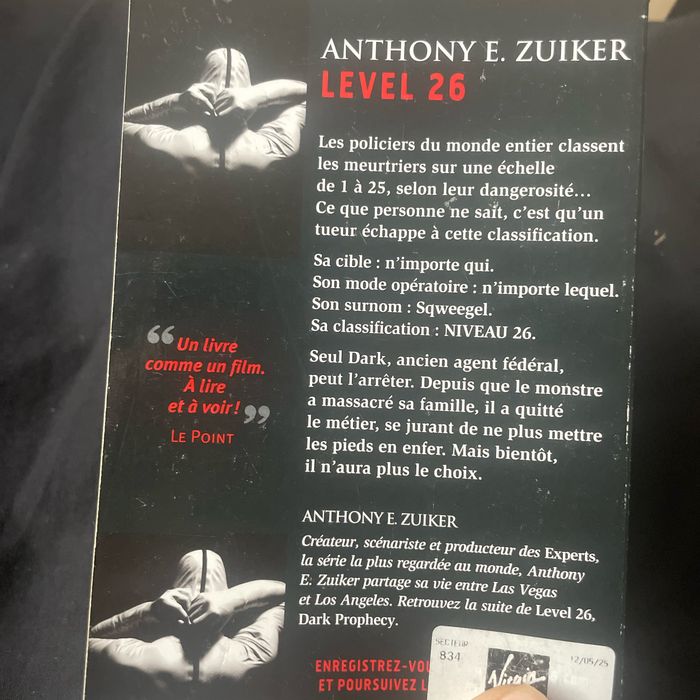 ANTHONY E. ZUIKER
LEVEL 26
Les policiers du monde entier classent
les meurtriers sur une échelle
de 1 à 25, selon leur dangerosité...
Ce que personne ne sait, c'est qu'un
tueur échappe à cette classification.
Sa cible : n'importe qui.
Son mode opératoire : n'importe lequel.
Son surnom : Sqweegel.
Sa classification : NIVEAU 26.
“ Un livre
comme un film.
À lire
et à voir ! ”
LE POINT
Seul Dark, ancien agent fédéral,
peut l'arrêter. Depuis que le monstre
a massacré sa famille, il a quitté
le métier, se jurant de ne plus mettre
les pieds en enfer. Mais bientôt,
il n'aura plus le choix.
ANTHONY E. ZUIKER
Créateur, scénariste et producteur des Experts,
la série la plus regardée au monde, Anthony
E. Zuiker partage sa vie entre Las Vegas
et Los Angeles. Retrouvez la suite de Level 26,
Dark Prophecy.
ENREGISTREZ-VOU
ET POURSUIVEZ L
SECTEUR
834
12/05/25